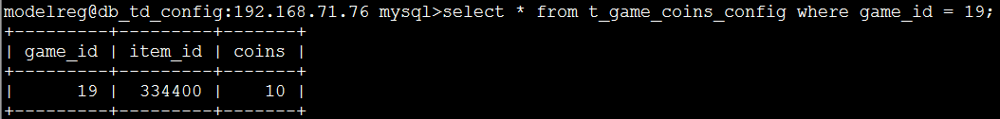 modelreg@db_td_config:192.168.71.76 mysql>select * from t_game_coins_config where game_id = 19;
+---------+---------+-------+
| game_id | item_id | coins |
+---------+---------+-------+
|      19 |  334400 |    10 |
+---------+---------+-------+